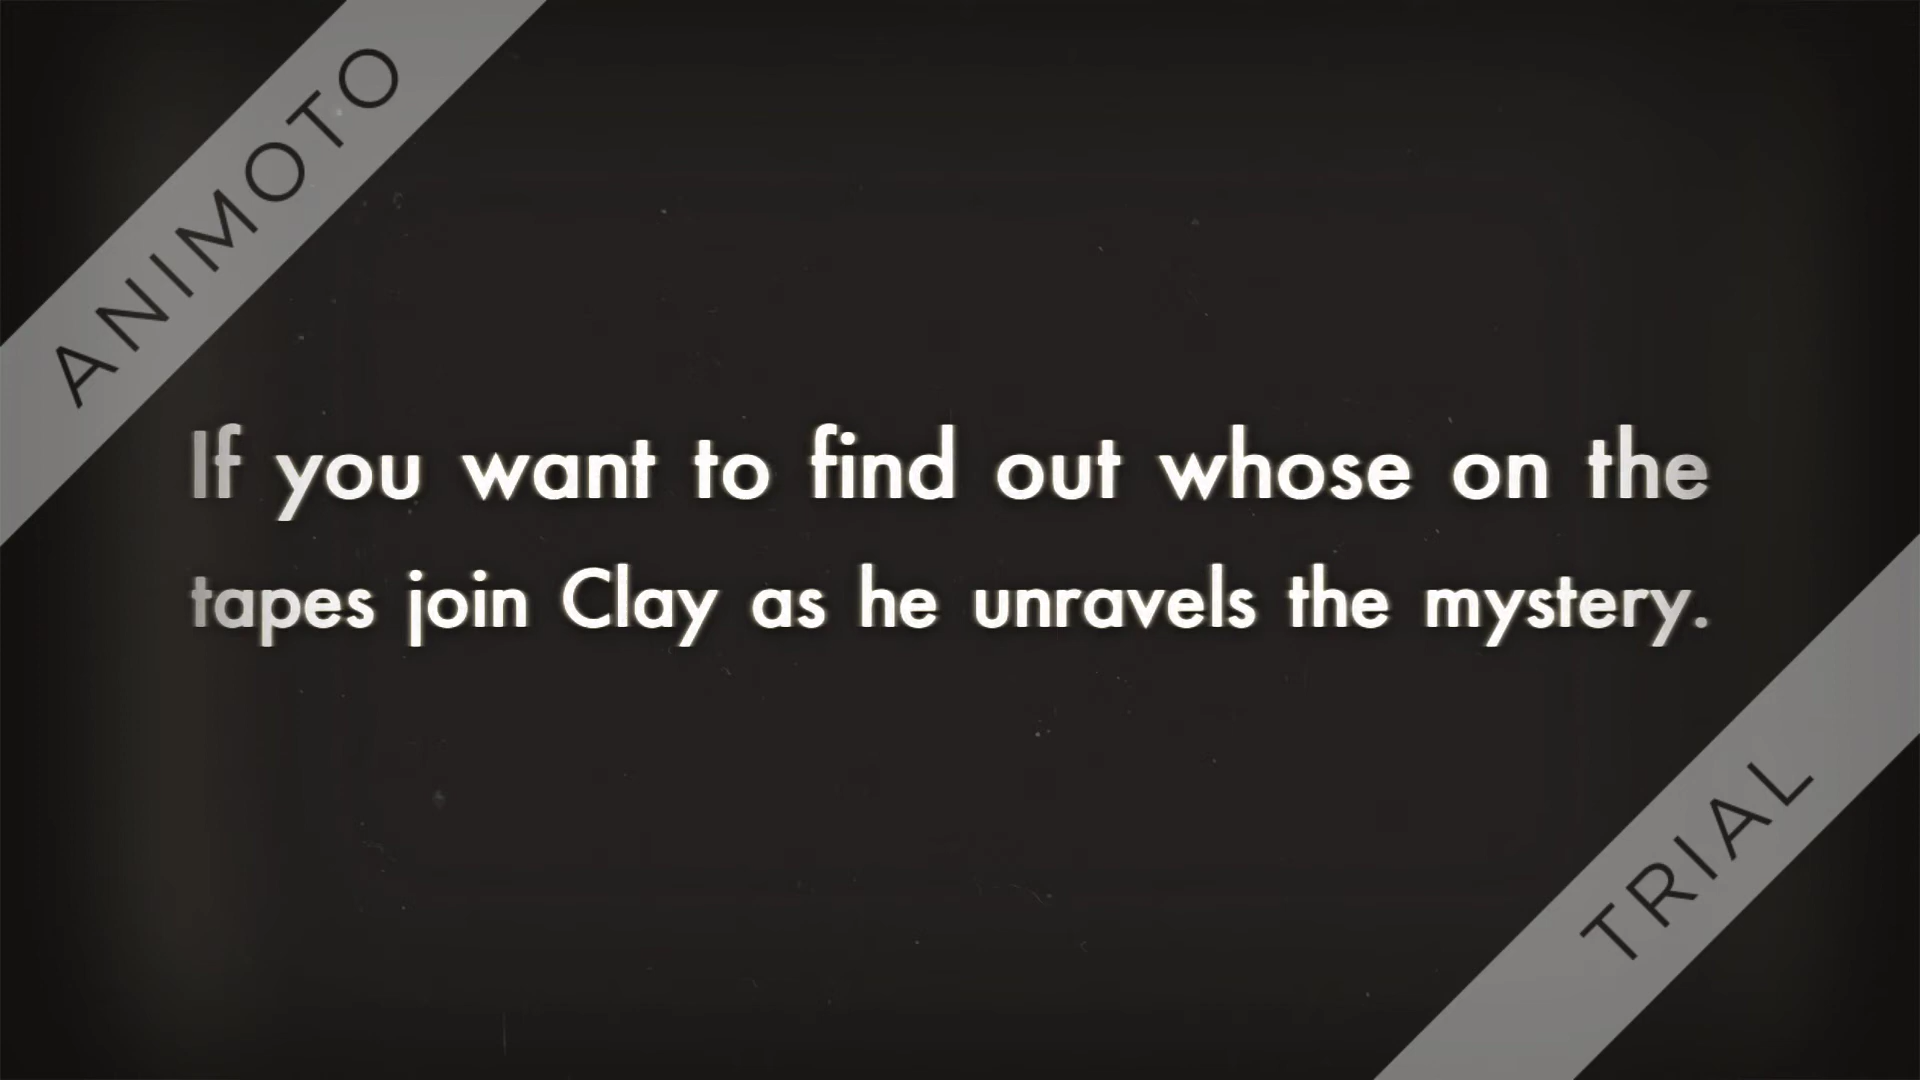 ANIMOTO
If you want to find out whose on the
tapes join Clay as he unravels the mystery.
TRIAL